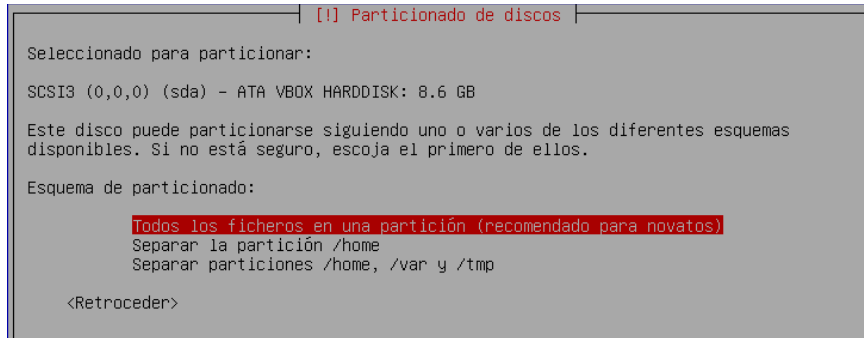 [!] Particionado de discos
Seleccionado para particionar:
SCSI3 (0,0,0) (sda) - ATA VBOX HARDDISK: 8.6 GB
Este disco puede particionarse siguiendo uno o varios de los diferentes esquemas
disponibles. Si no está seguro, escoja el primero de ellos.
Esquema de particionado:
Todos los ficheros en una partición (recomendado para novatos)
Separar la partición /home
Separar particiones /home, /var y /tmp
<Retroceder>